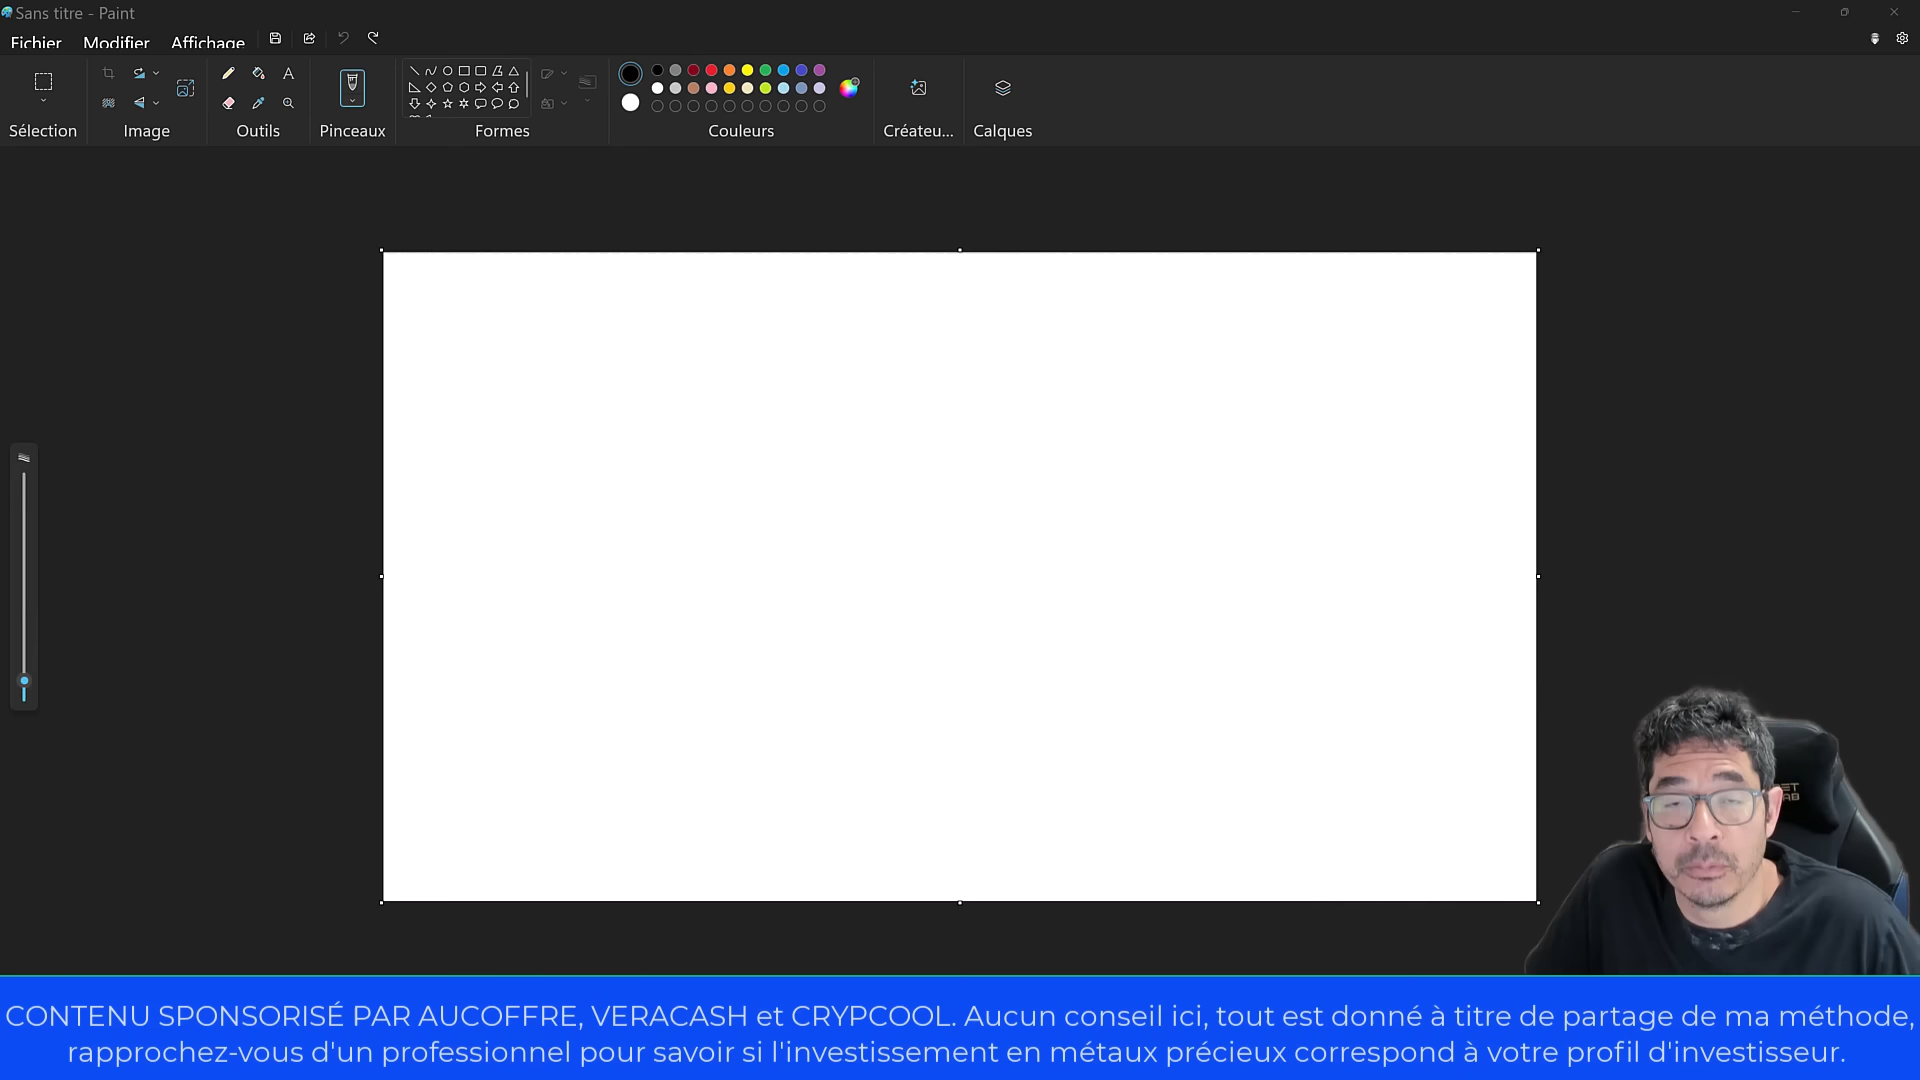 Sans titre - Paint
Fichier Modifier Affichage
Sélection Image Outils Pinceaux Formes Couleurs Créateu... Calques
CONTENU SPONSORISÉ PAR AUCOFFRE, VERACASH et CRYPCOOL. Aucun conseil ici, tout est donné à titre de partage de ma méthode,
rapprochez-vous d'un professionnel pour savoir si l'investissement en métaux précieux correspond à votre profil d'investisseur.